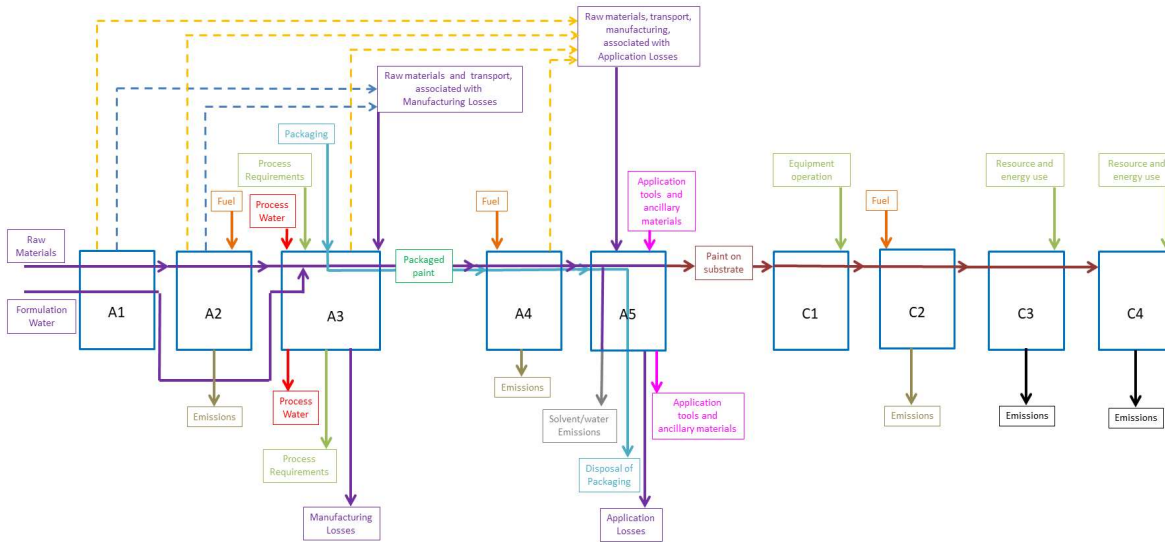 Raw materials, transport,
manufacturing,
associated with
Application Losses
Raw materials and transport,
associated with
Manufacturing Losses
Packaging
Process
Requirements
Equipment
operation
Resource and
energy use
Resource and
energy use
Application
tools and
ancillary
materials
Fuel
Process
Water
Fuel
Fuel
Raw
Materials
Packaged
paint
Paint on
substrate
Formulation
Water
A1
A2
A3
A4
A5
C1
C2
C3
C4
Emissions
Process
Water
Emissions
Solvent/water
Emissions
Application
tools and
ancillary materials
Emissions
Emissions
Emissions
Process
Requirements
Disposal of
Packaging
Manufacturing
Losses
Application
Losses